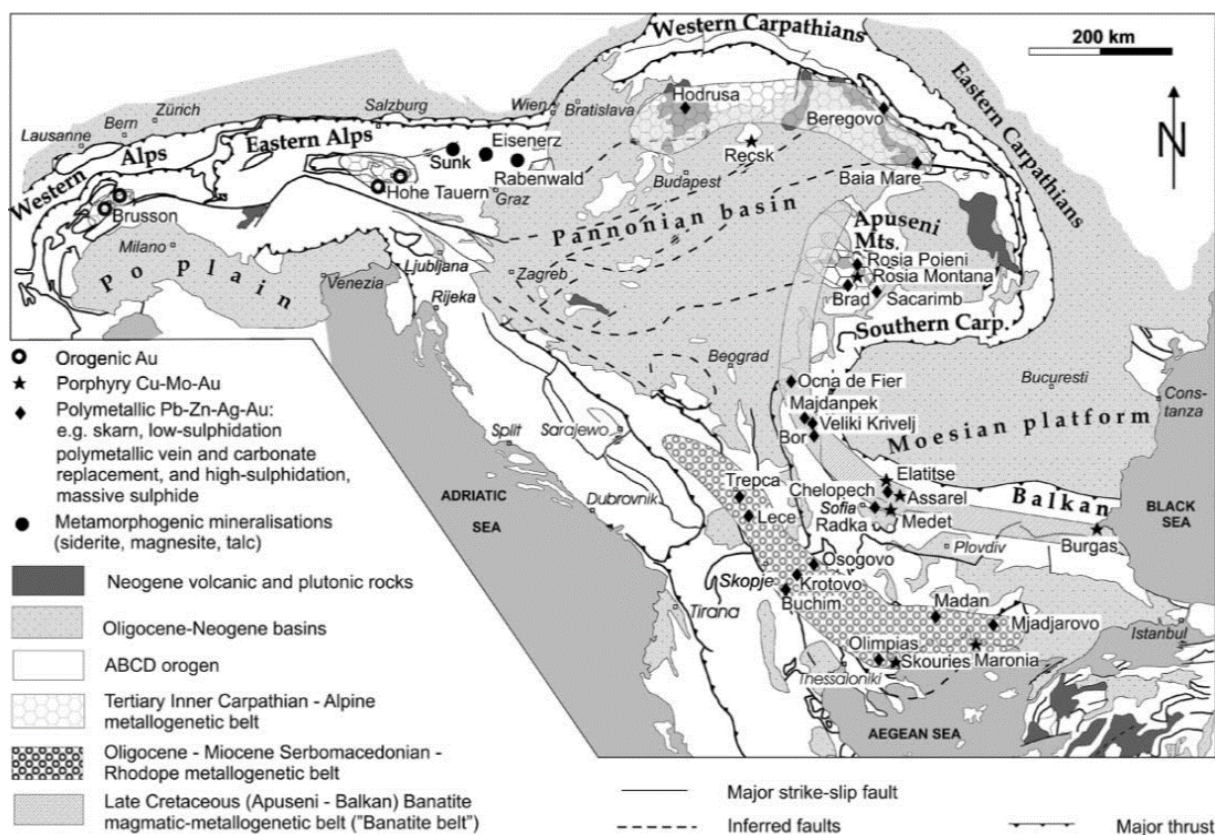 Western Carpathians
200 km
Eastern Carpathians
N
Zürich
Bern
Lausanne
Salzburg
Wien
Bratislava
Hodrusa
Beregovo
Alps
Eastern Alps
Eisenerz
Sunk
Rabenwald
Recsk
Western
Hohe Tauern
Graz
Budapest
Baia Mare
Brusson
Pannonian basin
Apuseni
Mts.
Milano
Po plain
Ljubljana
Venezia
Zagreb
Rijeka
Rosia Poieni
Rosia Montana
Brad
Sacarimb
Southern Carp.
Beograd
Ocna de Fier
Bucuresti
Cons-
tanza
Majdanpek
Veliki Krivelj
Bor
Moesian platform
Split
Sarajewo
Elatitse
Trepca
Chelopech
Assarel
Balkan
ADRIATIC
SEA
Dubrovnik
Sofia
Lece
Radka
Medet
BLACK
SEA
Burgas
Plovdiv
Osogovo
Skopje
Krotovo
Buchim
Madan
Tirana
Mjadjarovo
Istanbul
Olimpias
Skouries
Maronia
Thessaloniki
AEGEAN SEA
Orogenic Au
Porphyry Cu-Mo-Au
Polymetallic Pb-Zn-Ag-Au:
e.g. skarn, low-sulphidation
polymetallic vein and carbonate
replacement, and high-sulphidation,
massive sulphide
Metamorphogenic mineralisations
(siderite, magnesite, talc)
Neogene volcanic and plutonic rocks
Oligocene-Neogene basins
ABCD orogen
Tertiary Inner Carpathian - Alpine
metallogenetic belt
Oligocene - Miocene Serbomacedonian -
Rhodope metallogenetic belt
Late Cretaceous (Apuseni - Balkan) Banatite
magmatic-metallogenetic belt ("Banatite belt")
Major strike-slip fault
Inferred faults
Major thrust